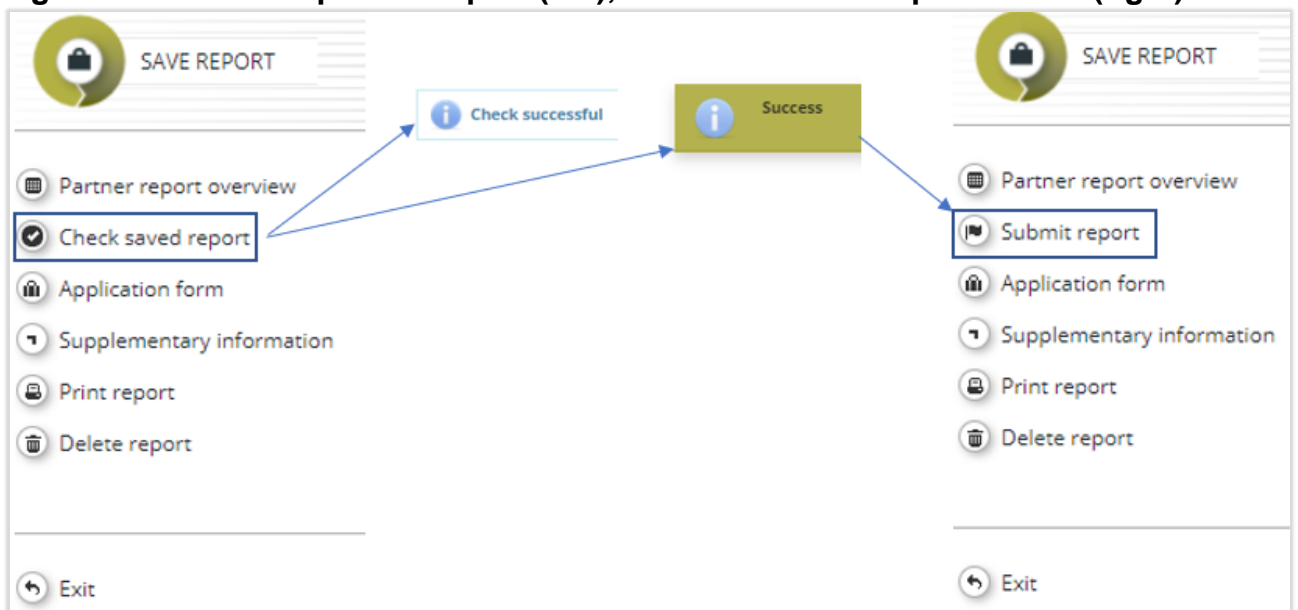 SAVE REPORT
Partner report overview
Check saved report
Application form
Supplementary information
Print report
Delete report
Exit
Check successful
Success
SAVE REPORT
Partner report overview
Submit report
Application form
Supplementary information
Print report
Delete report
Exit